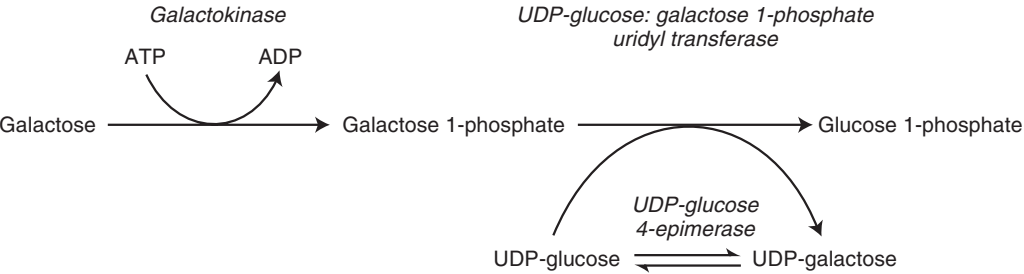 Galactokinase
UDP-glucose: galactose 1-phosphate
uridyl transferase
ATP
ADP
Galactose
Galactose 1-phosphate
Glucose 1-phosphate
UDP-glucose
4-epimerase
UDP-glucose
UDP-galactose